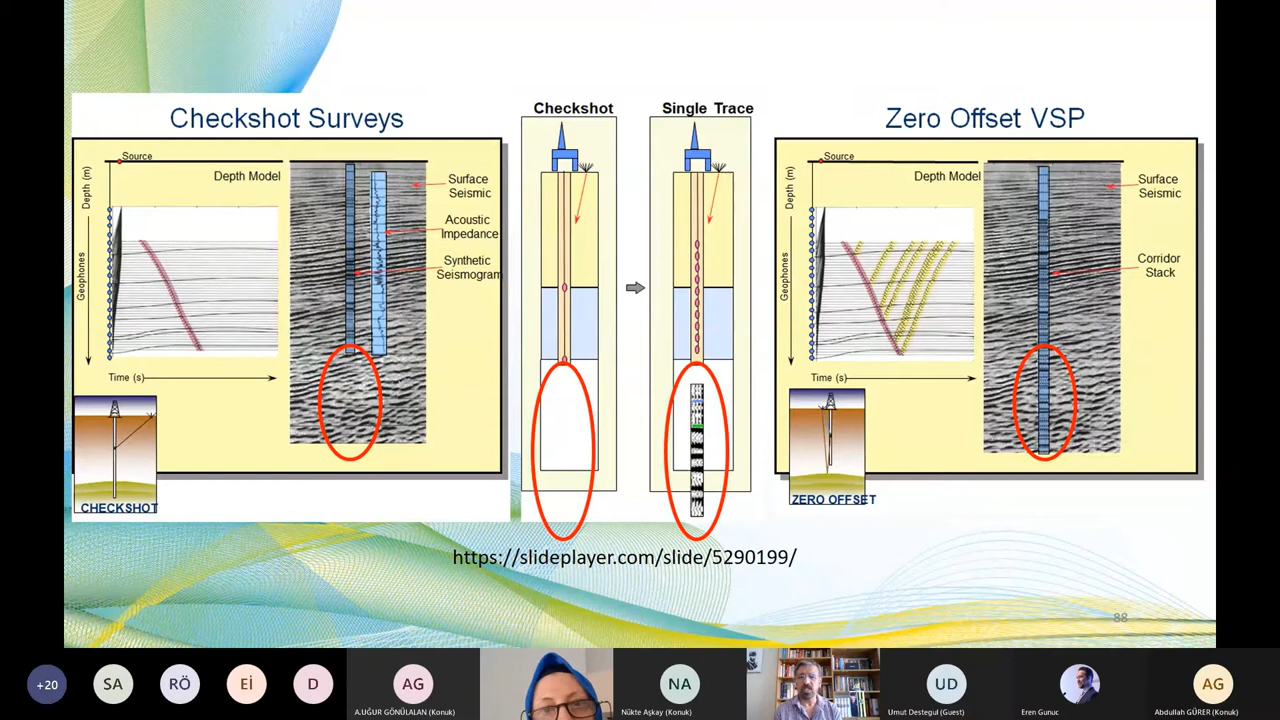 Checkshot Surveys
Source
Depth Model
Depth (m)
Geophones
Time (s)
Surface
Seismic
Acoustic
Impedance
Synthetic
Seismogram
CHECKSHOT
Checkshot
Single Trace
Zero Offset VSP
Source
Depth Model
Depth (m)
Geophones
Time (s)
Surface
Seismic
Corridor
Stack
ZERO OFFSET
https://slideplayer.com/slide/5290199/
88
+20
SA
RÖ
Eİ
D
AG
A.UĞUR GÖNÜLALAN (Konuk)
NA
Nükte Aşkay (Konuk)
UD
Umut Destegul (Guest)
Eren Gunuc
AG
Abdullah GÜRER (Konuk)